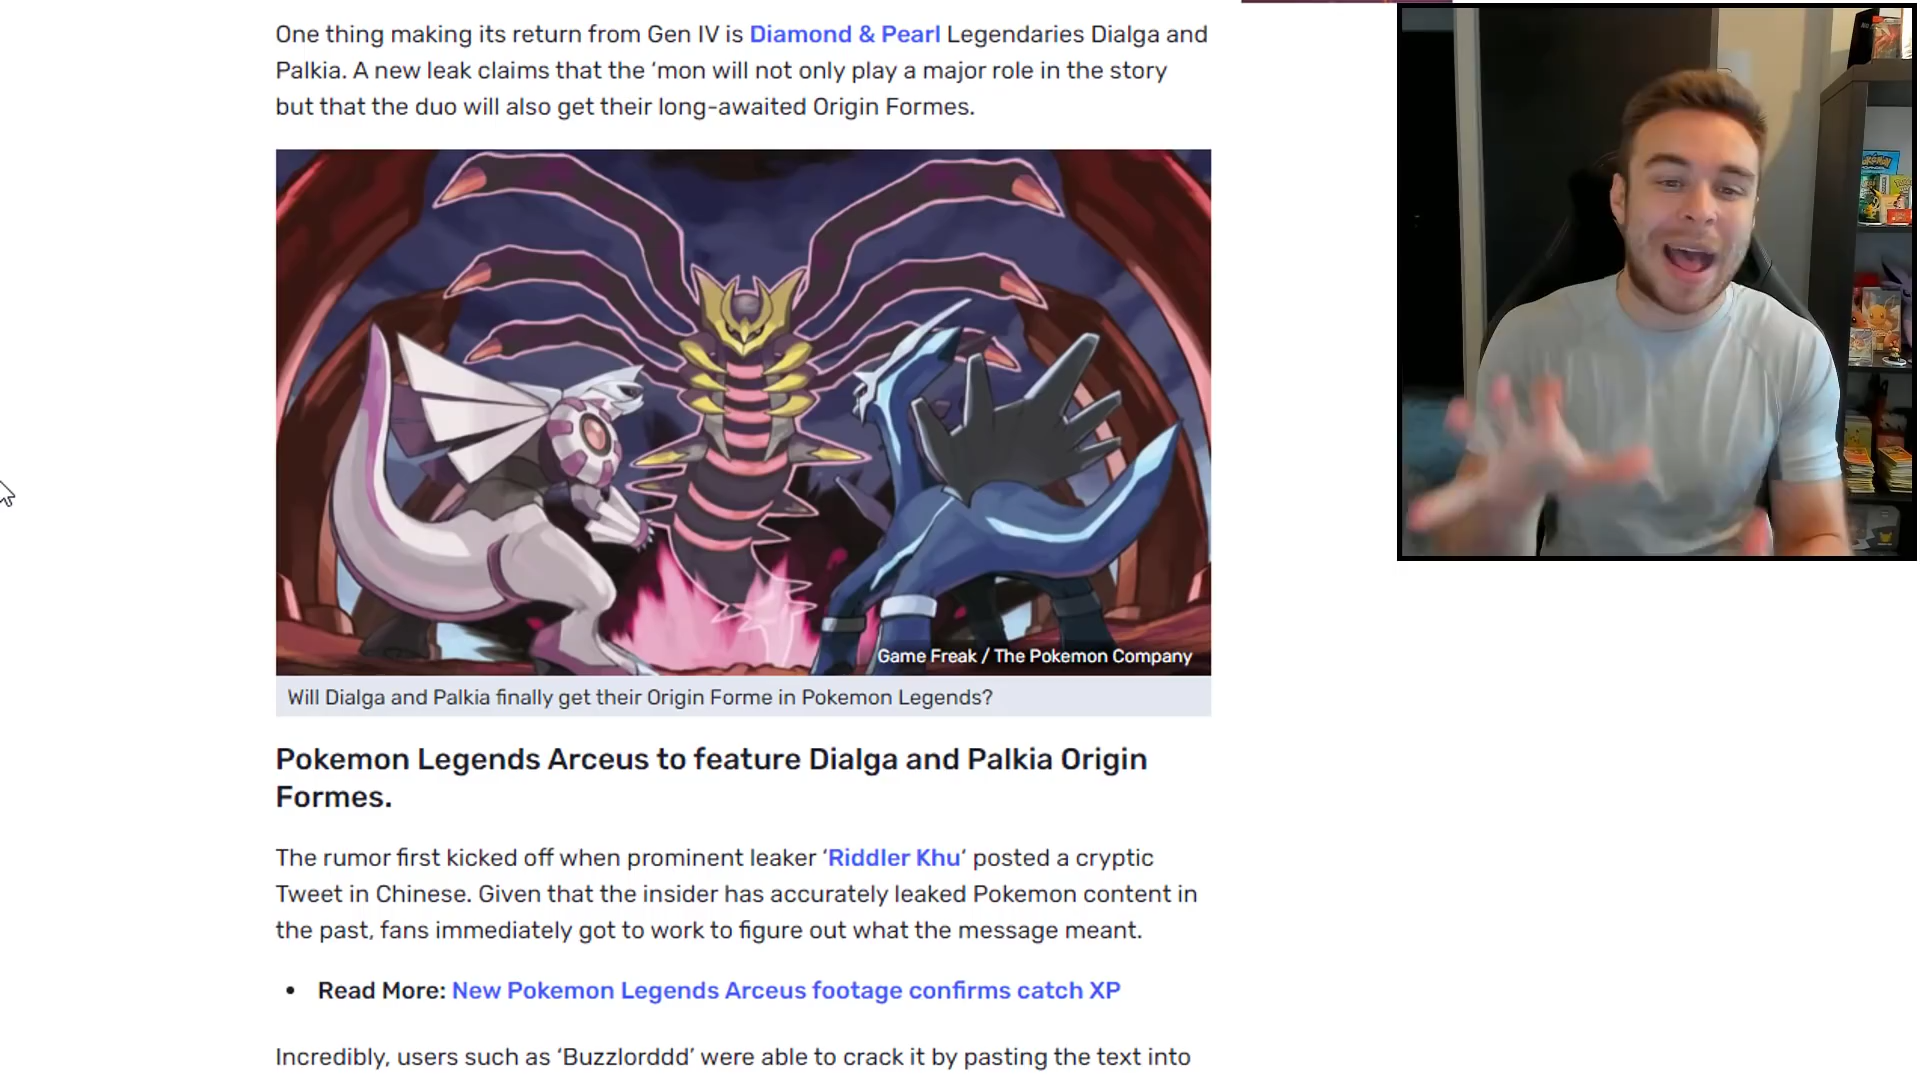 One thing making its return from Gen IV is Diamond & Pearl Legendaries Dialga and
Palkia. A new leak claims that the ‘mon will not only play a major role in the story
but that the duo will also get their long-awaited Origin Formes.
Game Freak / The Pokemon Company
Will Dialga and Palkia finally get their Origin Forme in Pokemon Legends?
Pokemon Legends Arceus to feature Dialga and Palkia Origin
Formes.
The rumor first kicked off when prominent leaker ‘Riddler Khu‘ posted a cryptic
Tweet in Chinese. Given that the insider has accurately leaked Pokemon content in
the past, fans immediately got to work to figure out what the message meant.
• Read More: New Pokemon Legends Arceus footage confirms catch XP
Incredibly, users such as ‘Buzzlorddd’ were able to crack it by pasting the text into